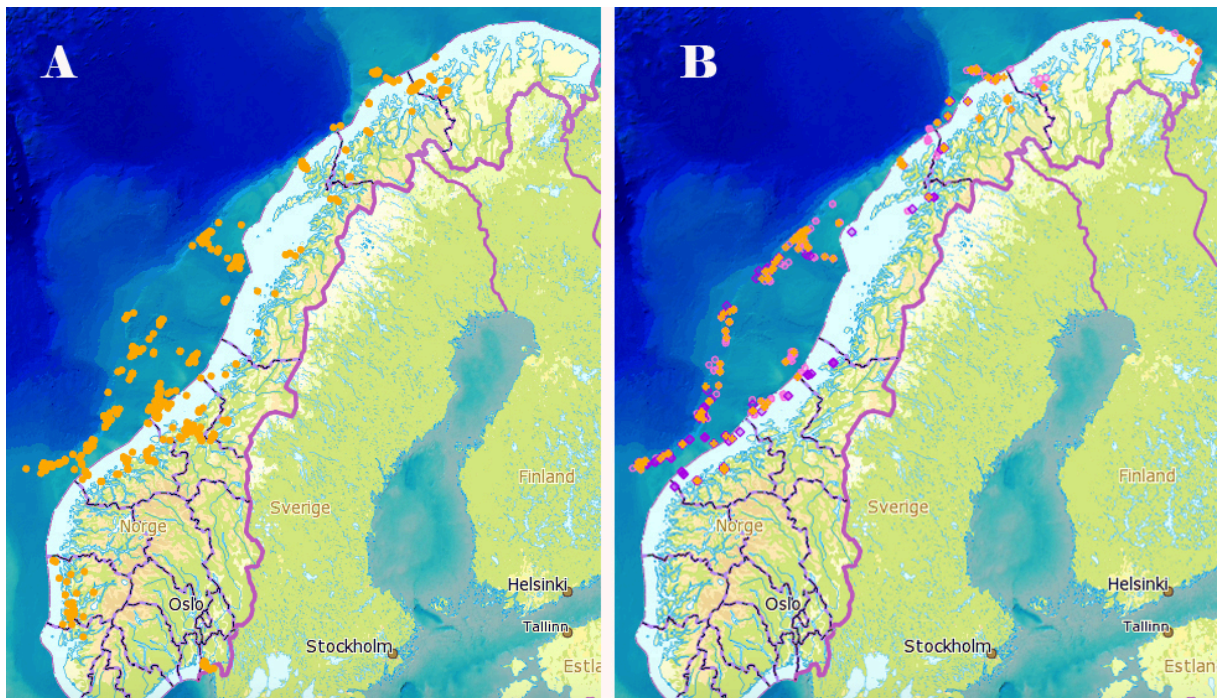 A
B
Finland
Sverige
Norge
Helsinki
Oslo
Tallinn
Stockholm
Estla
Finland
Sverige
Norge
Helsinki
Oslo
Tallinn
Stockholm
Estla